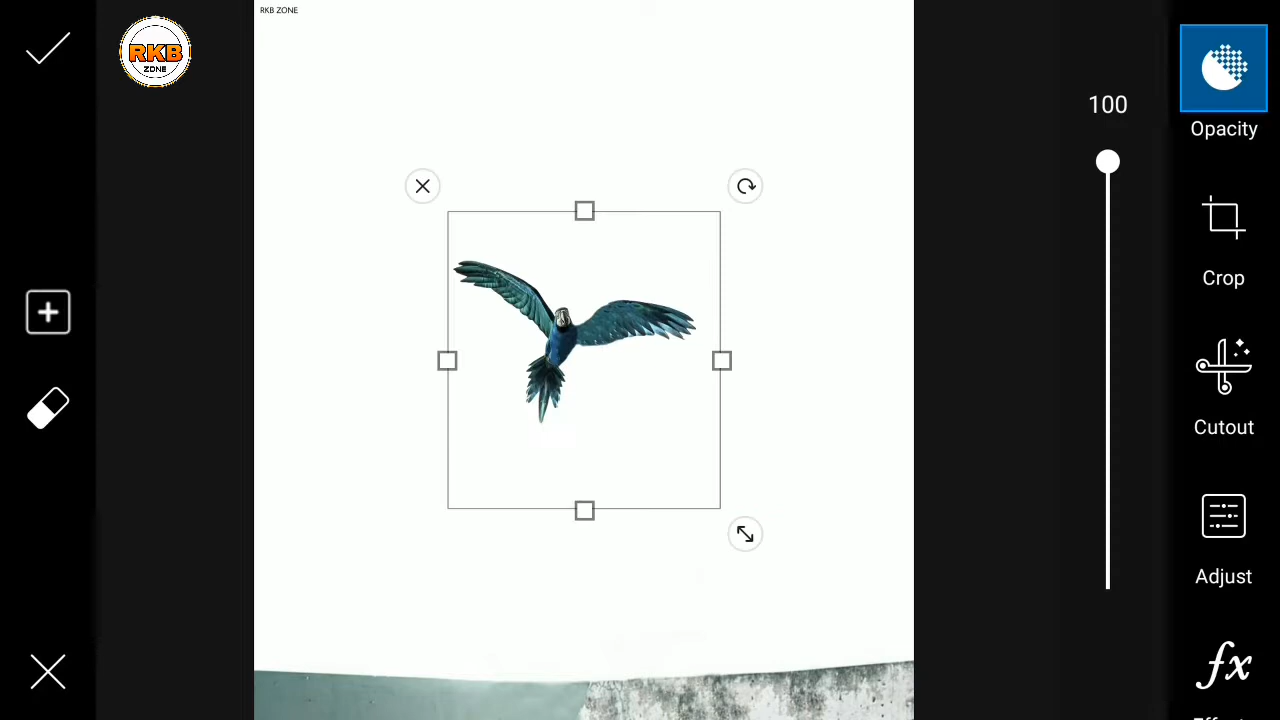 RKB ZONE
RKB
ZONE
100
Opacity
Crop
Cutout
Adjust
fx